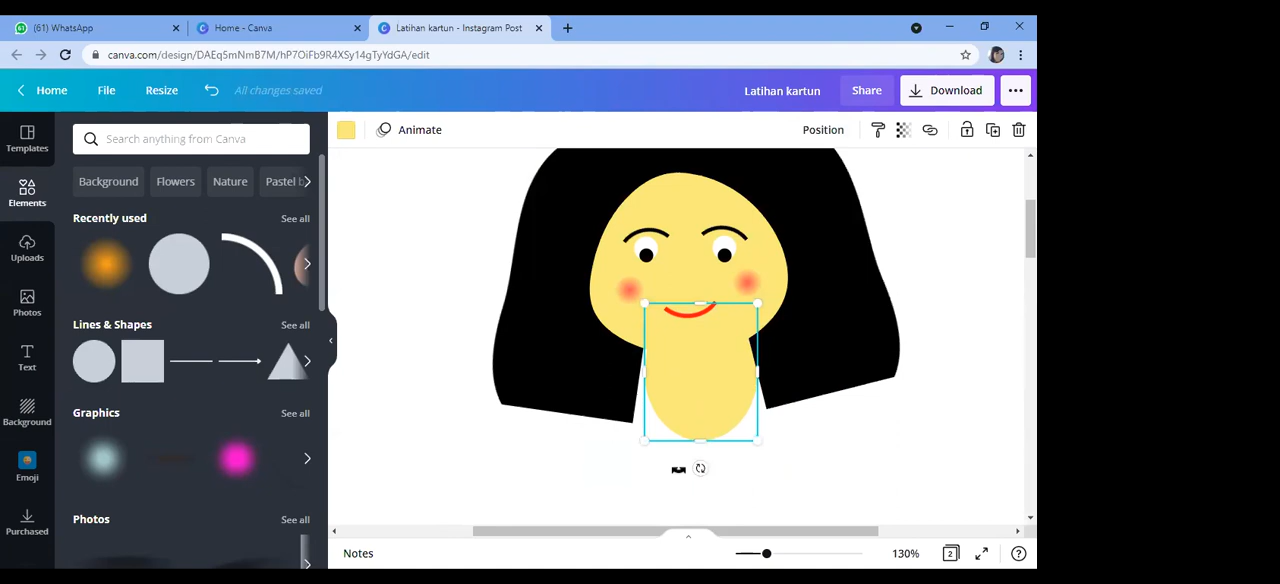 (61) WhatsApp
Home - Canva
Latihan kartun - Instagram Post
canva.com/design/DAEq5mNmB7M/hP7OiFb9R4XSy14gTyYdGA/edit
Home
File
Resize
All changes saved
Latihan kartun
Share
Download
Templates
Elements
Uploads
Photos
Text
Background
Emoji
Purchased
Search anything from Canva
Background
Flowers
Nature
Pastel
Recently used
See all
Lines & Shapes
See all
Graphics
See all
Photos
See all
Animate
Position
Notes
130%
2